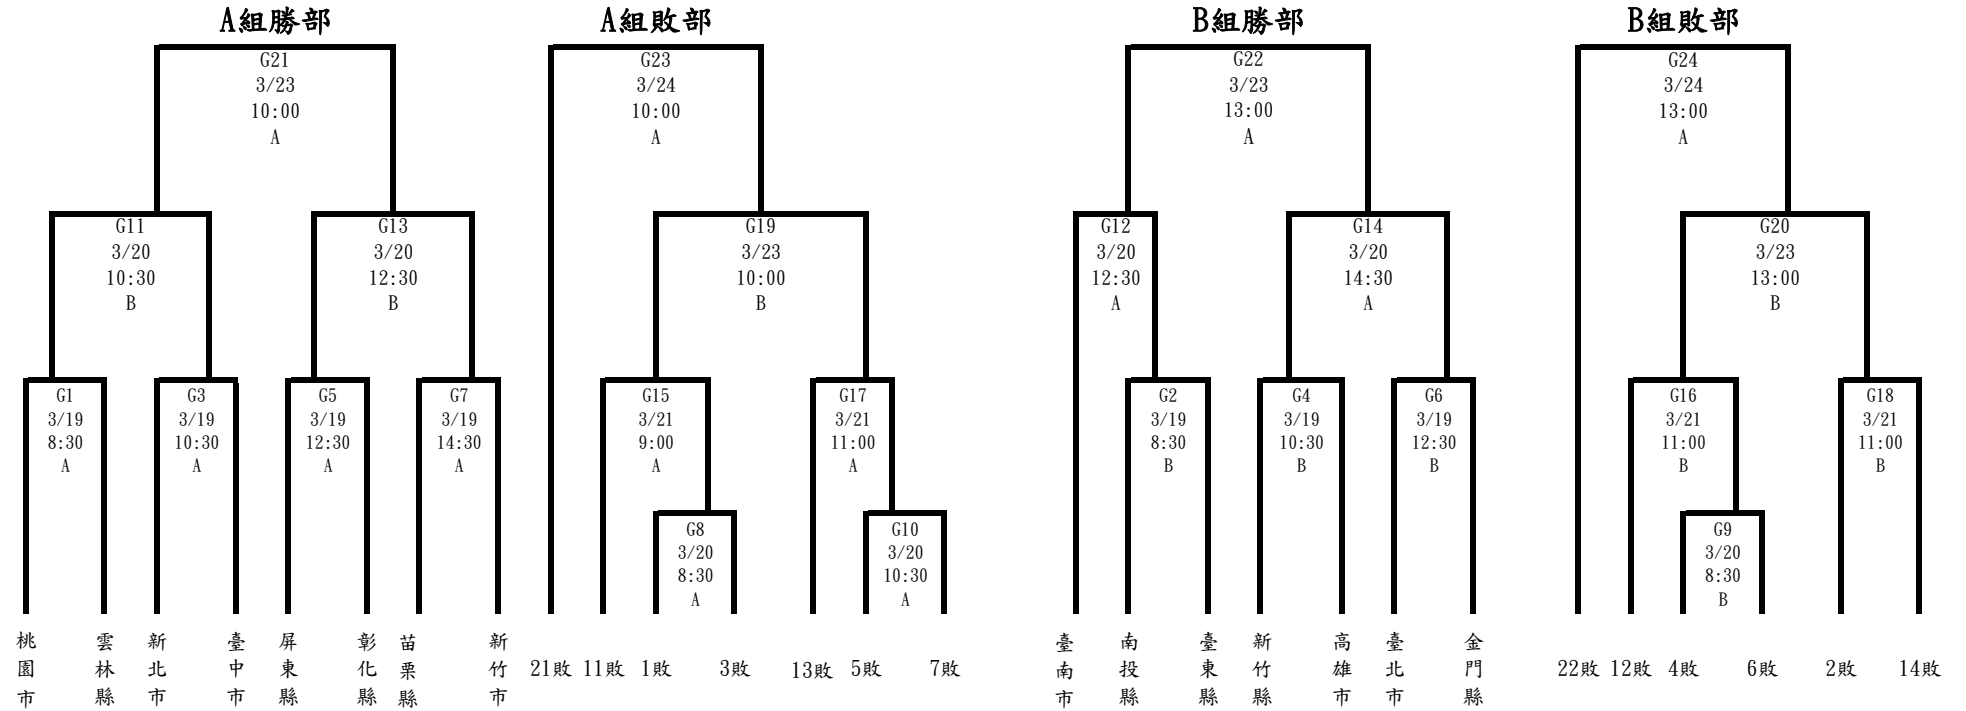 A組勝部
G21
3/23
10:00
A
G11
3/20
10:30
B
G13
3/20
12:30
B
G1
3/19
8:30
A
G3
3/19
10:30
A
G5
3/19
12:30
A
G7
3/19
14:30
A
桃園市
雲林縣
新北市
臺中市
屏東縣
彰化縣
苗栗縣
新竹市
A組敗部
G23
3/24
10:00
A
G19
3/23
10:00
B
G15
3/21
9:00
A
G17
3/21
11:00
A
G8
3/20
8:30
A
G10
3/20
10:30
A
21敗
11敗
1敗
3敗
13敗
5敗
7敗
B組勝部
G22
3/23
13:00
A
G12
3/20
12:30
A
G14
3/20
14:30
A
G2
3/19
8:30
B
G4
3/19
10:30
B
G6
3/19
12:30
B
臺南市
南投縣
臺東縣
新竹縣
高雄市
臺北市
金門縣
B組敗部
G24
3/24
13:00
A
G20
3/23
13:00
B
G16
3/21
11:00
B
G18
3/21
11:00
B
G9
3/20
8:30
B
22敗
12敗
4敗
6敗
2敗
14敗